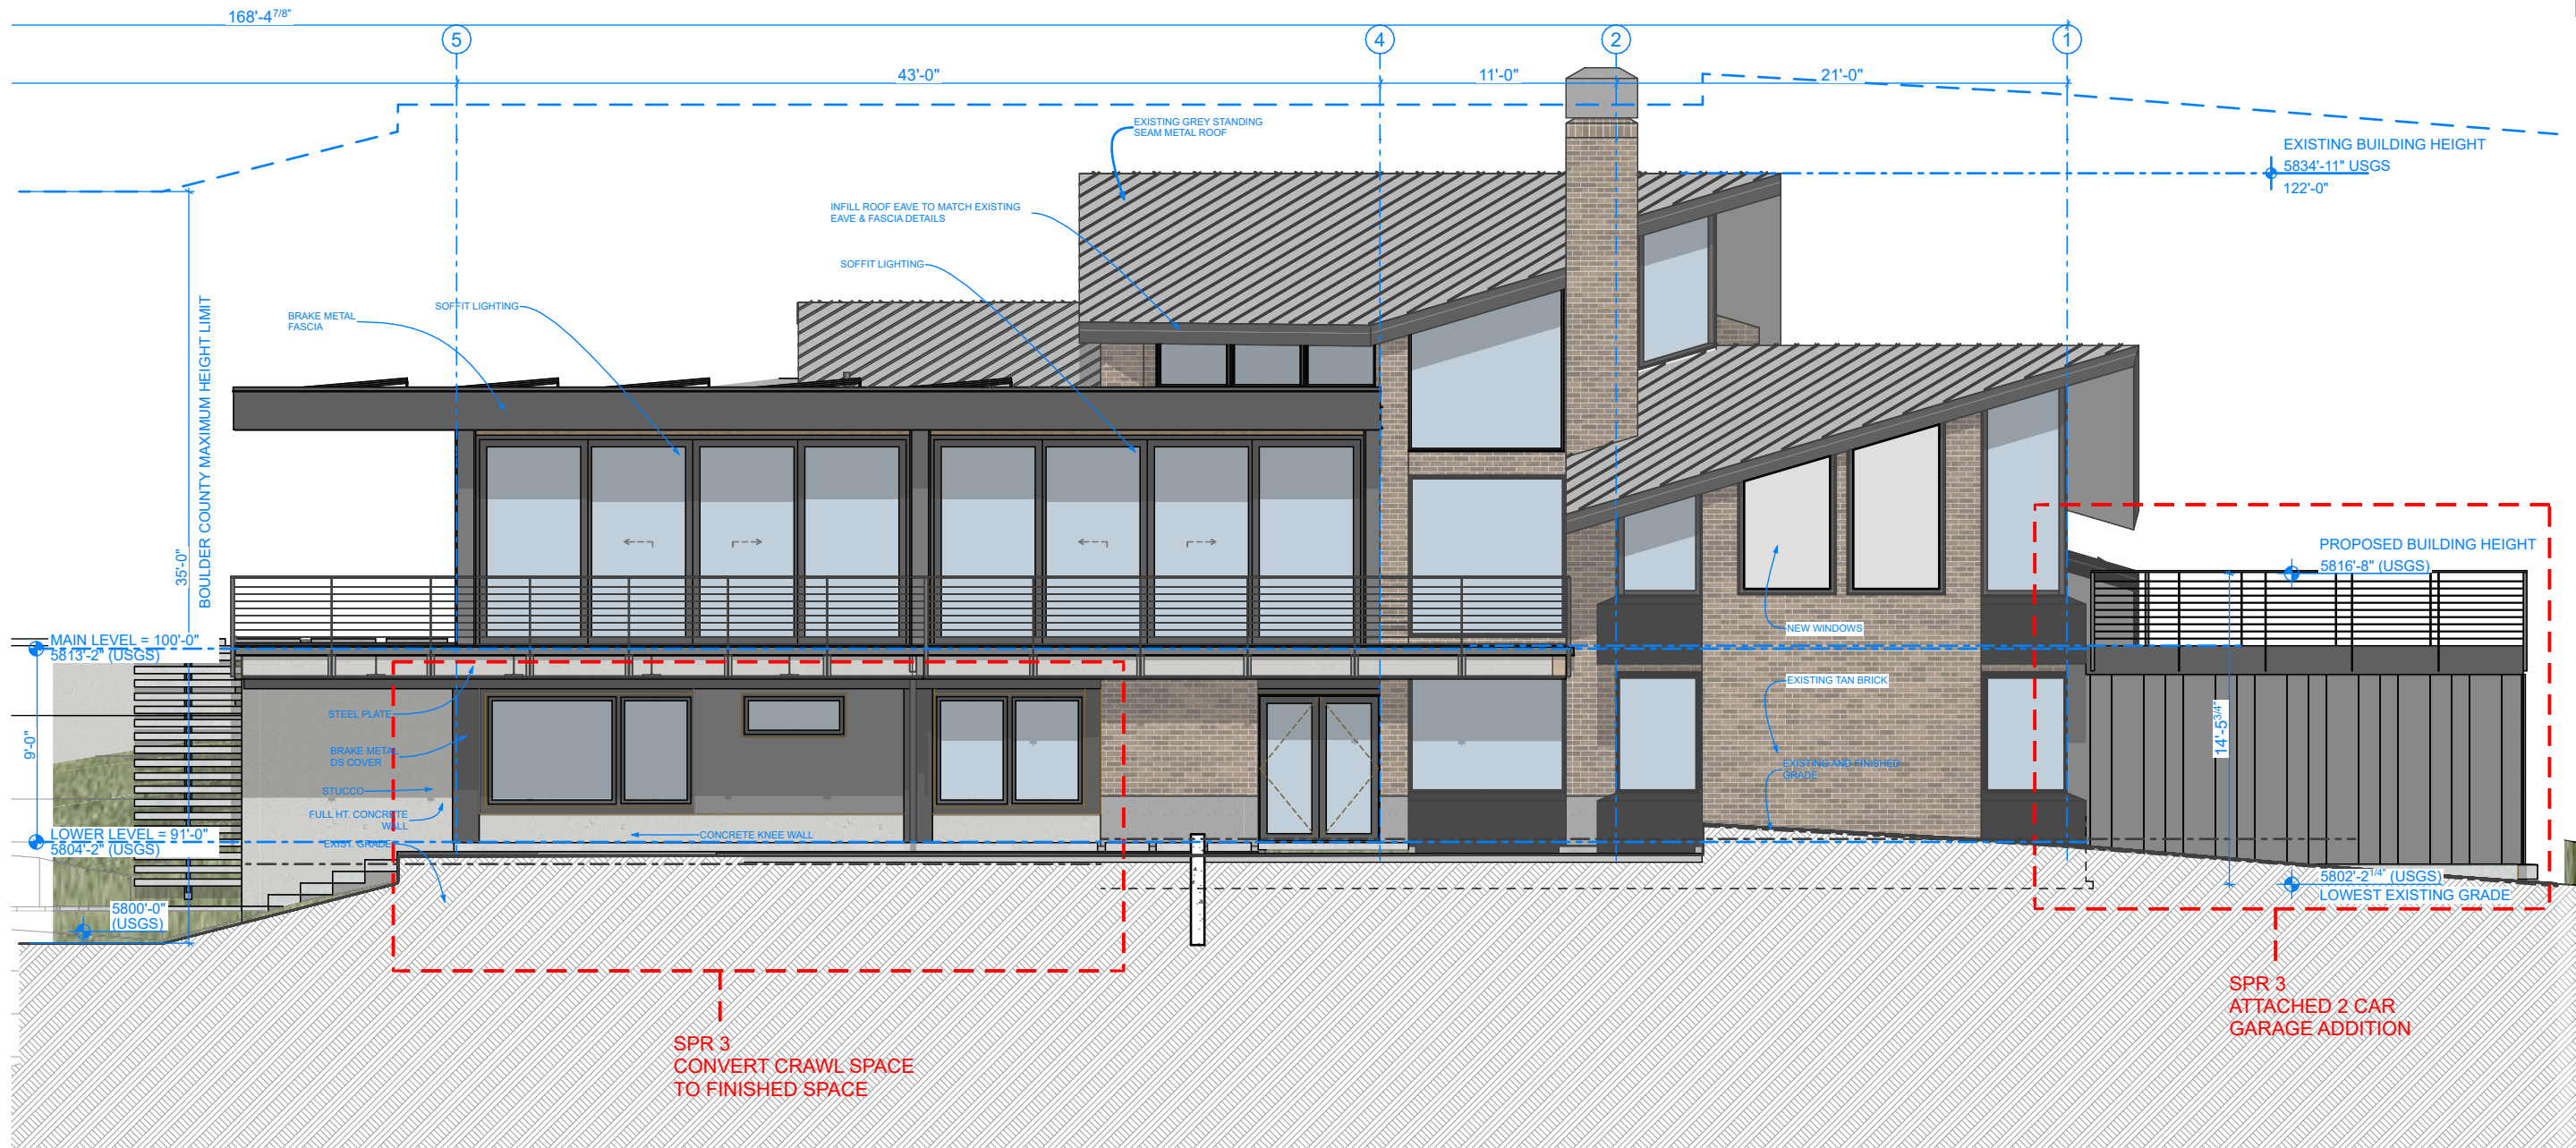 168'-4 7/8"
5
4
2
1
43'-0"
11'-0"
21'-0"
EXISTING GREY STANDING
SEAM METAL ROOF
EXISTING BUILDING HEIGHT
5834'-11" USGS
122'-0"
INFILL ROOF EAVE TO MATCH EXISTING
EAVE & FASCIA DETAILS
SOFFIT LIGHTING
SOFFIT LIGHTING
BRAKE METAL
FASCIA
BOULDER COUNTY MAXIMUM HEIGHT LIMIT
35'-0"
PROPOSED BUILDING HEIGHT
5816'-8" (USGS)
NEW WINDOWS
MAIN LEVEL = 100'-0"
5813'-2" (USGS)
EXISTING TAN BRICK
STEEL PLATE
14'-5 3/4"
9'-0"
BRAKE METAL
DS COVER
EXISTING AND FINISHED
GRADE
STUCCO
FULL HT. CONCRETE
WALL
CONCRETE KNEE WALL
LOWER LEVEL = 91'-0"
5804'-2" (USGS)
EXIST. GRADE
5802'-2 1/4" (USGS)
LOWEST EXISTING GRADE
5800'-0"
(USGS)
SPR 3
ATTACHED 2 CAR
GARAGE ADDITION
SPR 3
CONVERT CRAWL SPACE
TO FINISHED SPACE